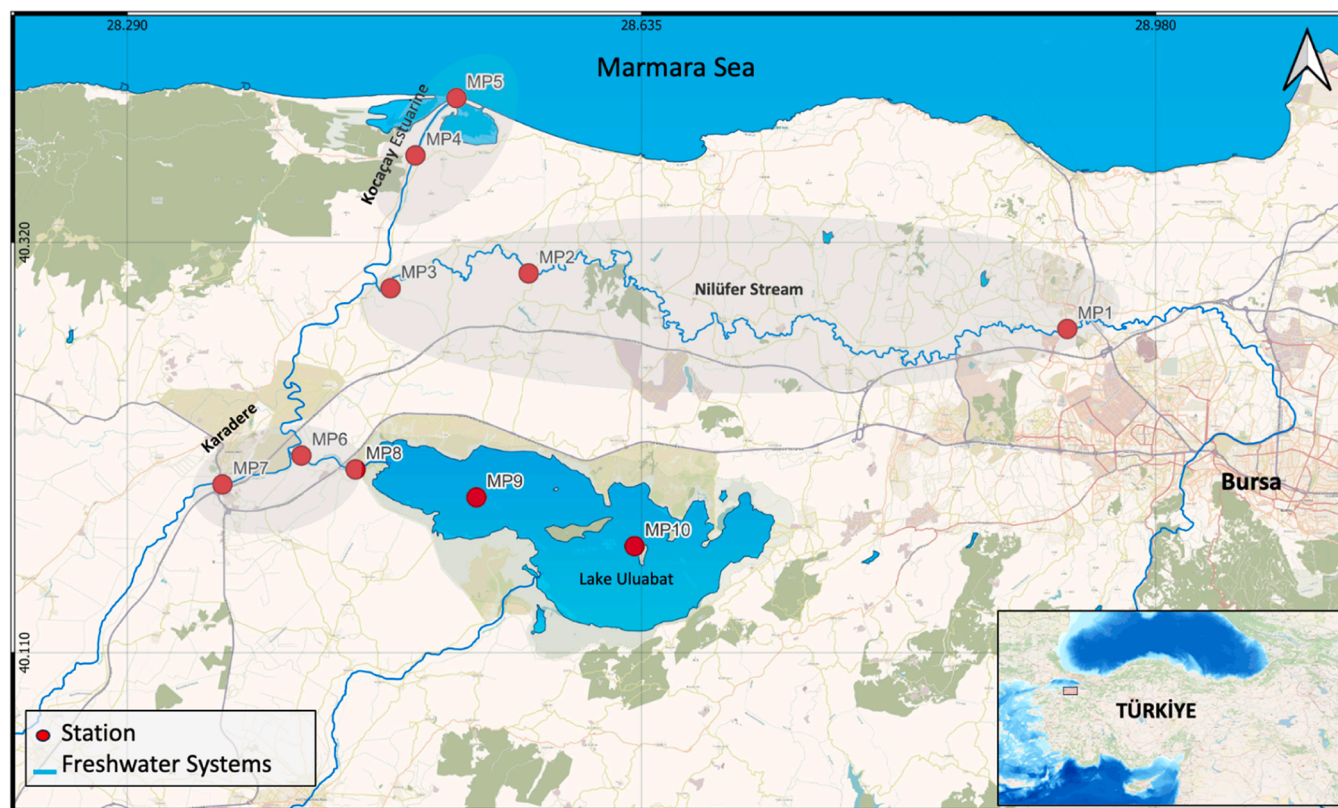 28.290
28.635
28.980
Marmara Sea
MP5
MP4
Kocaçay Estuarine
40.320
MP3
MP2
Nilüfer Stream
MP1
Karadere
MP6
MP8
MP7
MP9
Bursa
MP10
Lake Uluabat
40.110
TÜRKİYE
Station
Freshwater Systems